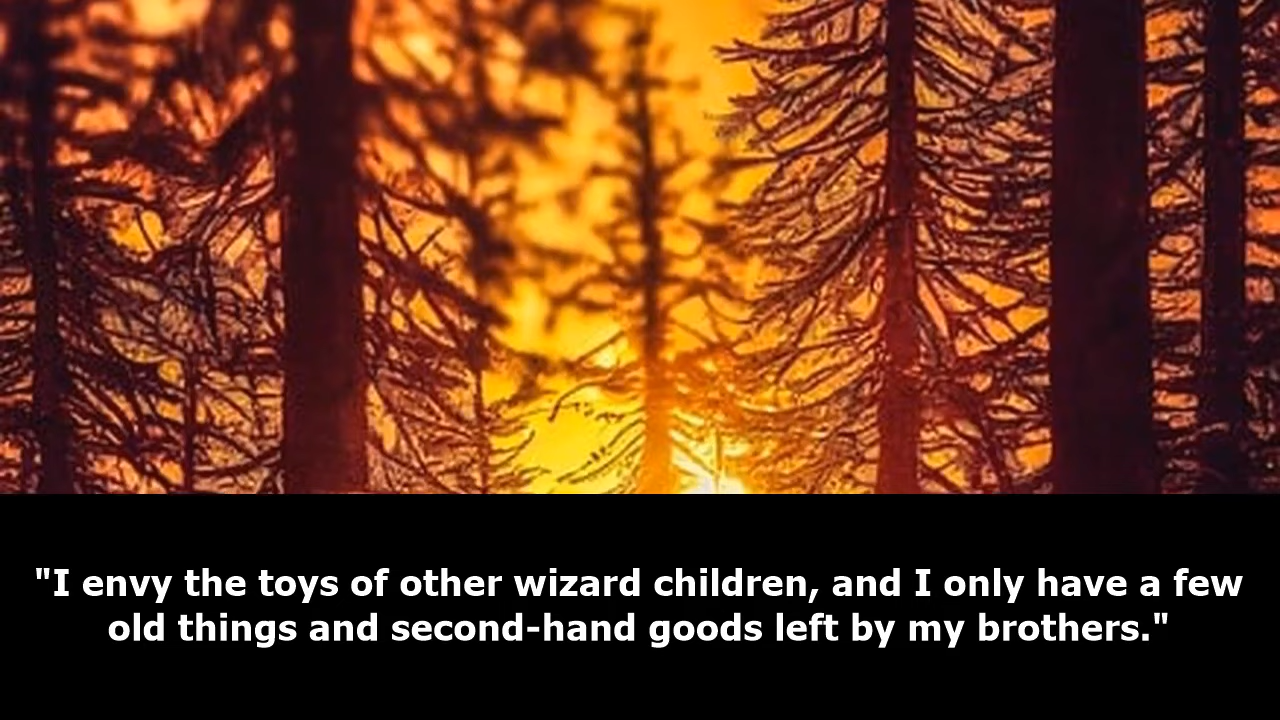 "I envy the toys of other wizard children, and I only have a few
old things and second-hand goods left by my brothers."